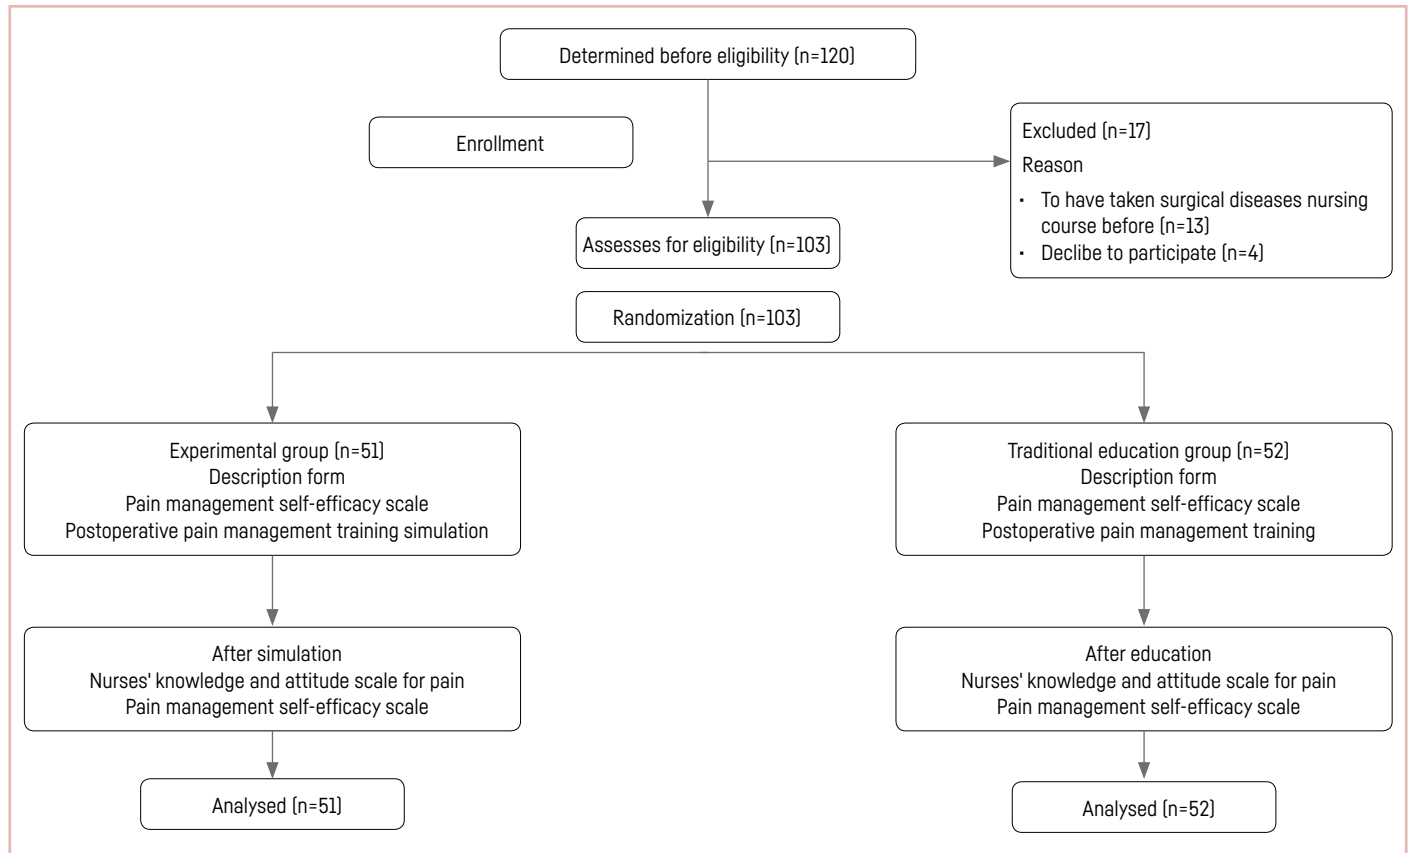 Determined before eligibility (n=120)
Enrollment
Excluded (n=17)
Reason
• To have taken surgical diseases nursing
course before (n=13)
• Declibe to participate (n=4)
Assesses for eligibility (n=103)
Randomization (n=103)
Experimental group (n=51)
Description form
Pain management self-efficacy scale
Postoperative pain management training simulation
Traditional education group (n=52)
Description form
Pain management self-efficacy scale
Postoperative pain management training
After simulation
Nurses' knowledge and attitude scale for pain
Pain management self-efficacy scale
After education
Nurses' knowledge and attitude scale for pain
Pain management self-efficacy scale
Analysed (n=51)
Analysed (n=52)